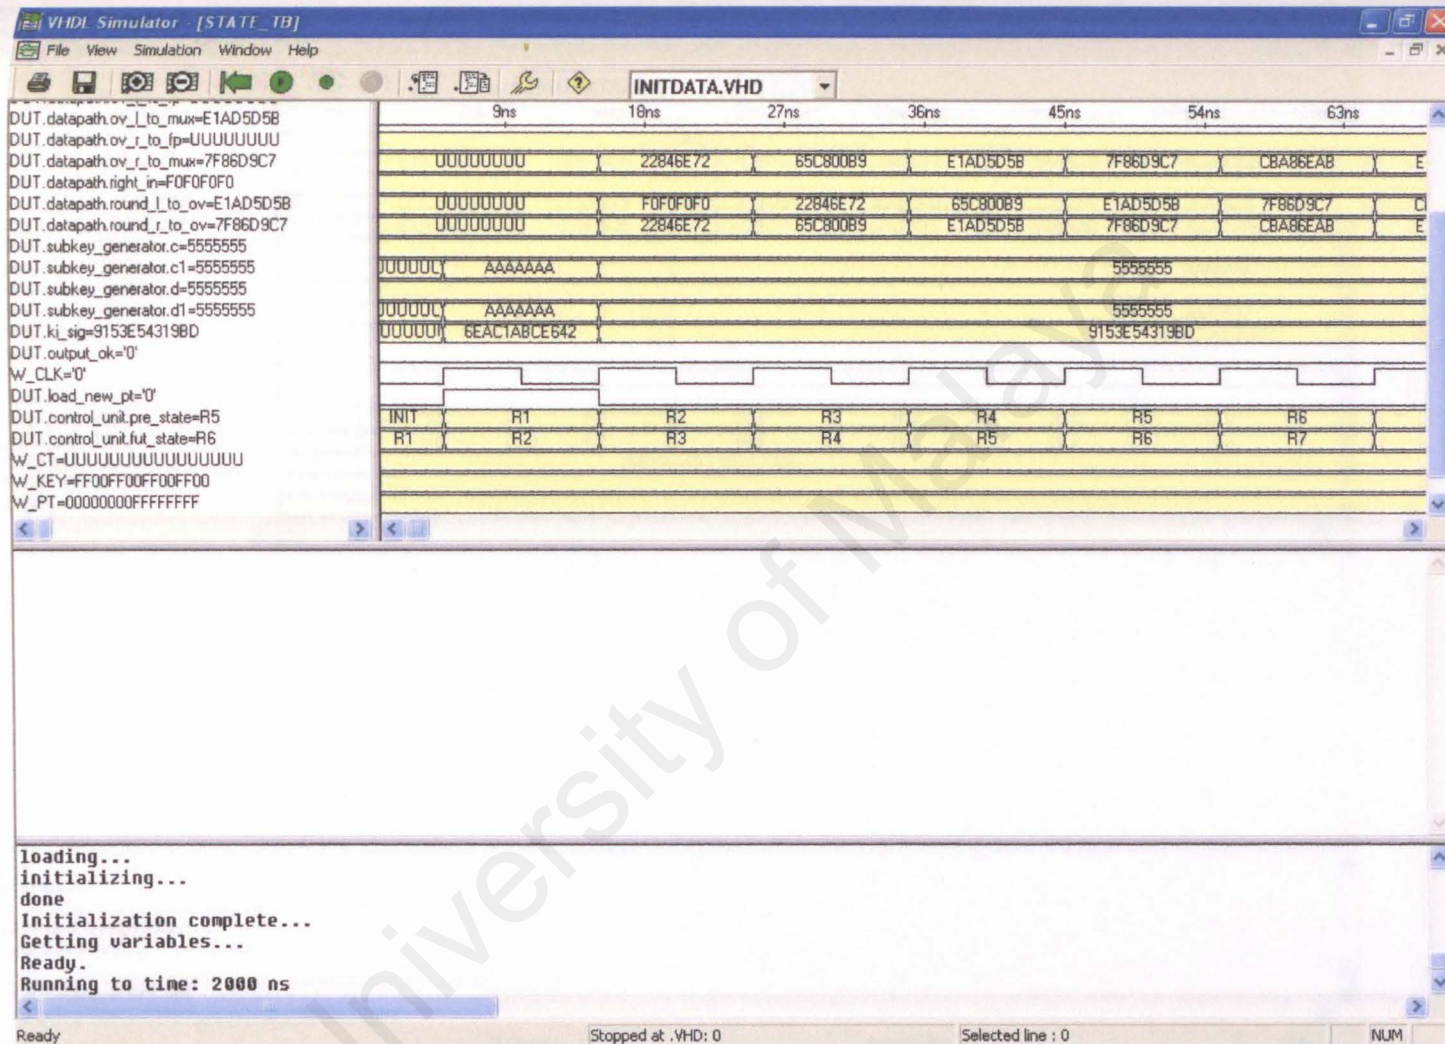 VHDL Simulator - [STATE_TB]
File View Simulation Window Help
INITDATA.VHD
9ns 18ns 27ns 36ns 45ns 54ns 63ns
DUT.datapath.ov_l_to_mux=E1AD5D5B
DUT.datapath.ov_r_to_fp=UUUUUUUU
DUT.datapath.ov_r_to_mux=7F86D9C7 UUUUUUUU 22846E72 65C800B9 E1AD5D5B 7F86D9C7 CBA86EAB E
DUT.datapath.right_in=F0F0F0F0
DUT.datapath.round_l_to_ov=E1AD5D5B UUUUUUUU F0F0F0F0 22846E72 65C800B9 E1AD5D5B 7F86D9C7
DUT.datapath.round_r_to_ov=7F86D9C7 UUUUUUUU 22846E72 65C800B9 E1AD5D5B 7F86D9C7 CBA86EAB E
DUT.subkey_generator.c=5555555
DUT.subkey_generator.c1=5555555 AAAAAAA 5555555
DUT.subkey_generator.d=5555555
DUT.subkey_generator.d1=5555555 AAAAAAA 5555555
DUT.ki_sig=9153E54319BD 6EAC1ABCE642 9153E54319BD
DUT.output_ok='0'
W_CLK='0'
DUT.load_new_pt='0'
DUT.control_unit.pre_state=R5 INIT R1 R2 R3 R4 R5 R6
DUT.control_unit.fut_state=R6 R1 R2 R3 R4 R5 R6 R7
W_CT=UUUUUUUUUUUUUUUU
W_KEY=FF00FF00FF00FF00
W_PT=00000000FFFFFFFF
loading...
initializing...
done
Initialization complete...
Getting variables...
Ready.
Running to time: 2000 ns
Ready Stopped at .VHD: 0 Selected line : 0 NUM
University of Malaya